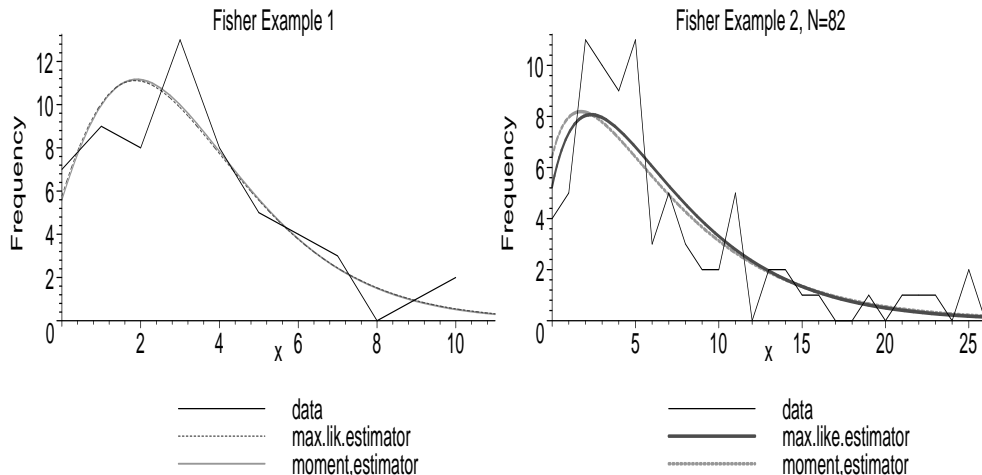 Fisher Example 1
Frequency
12
10
8
6
4
2
0
2
4
6
8
10
x
data
max.lik.estimator
moment,estimator
Fisher Example 2, N=82
Frequency
10
8
6
4
2
0
5
10
15
20
25
x
data
max.like.estimator
moment,estimator